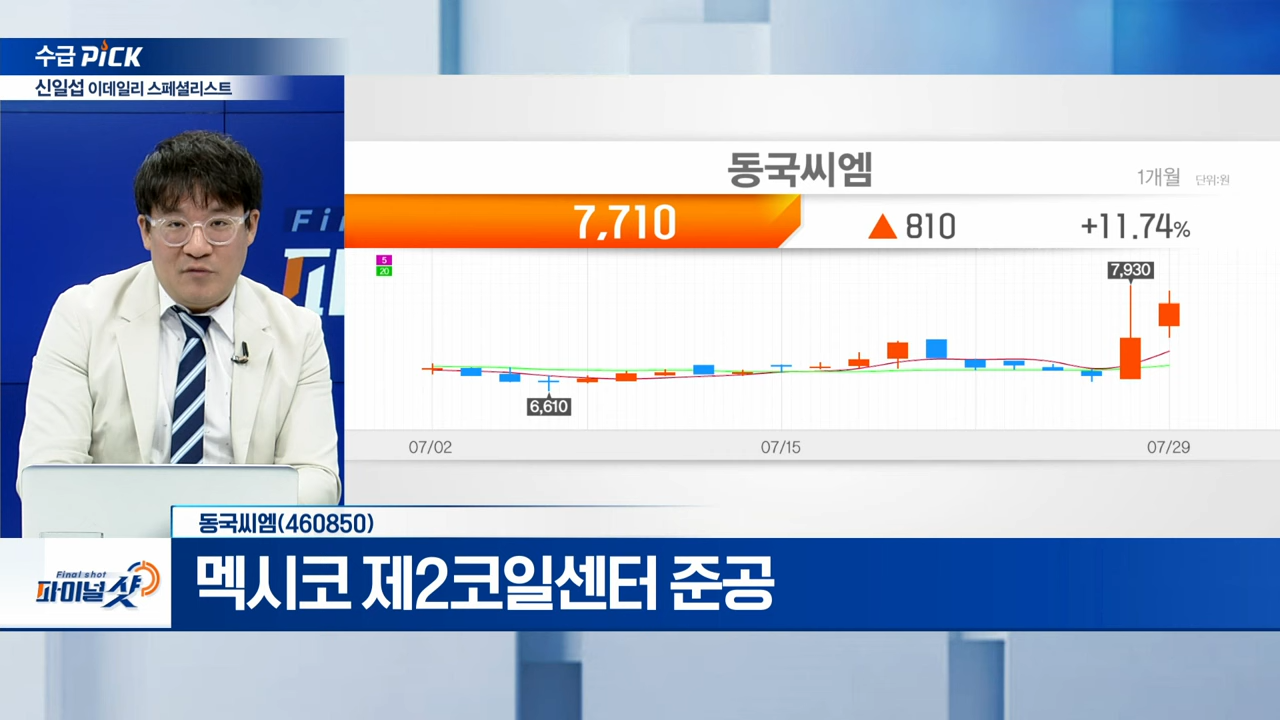 수급 PiCK
신일섭 이데일리 스페셜리스트
Fi
파
동국씨엠
1개월 단위:원
7,710 ▲ 810 +11.74%
5
20
7,930
6,610
07/02 07/15 07/29
동국씨엠(460850)
Final shot
파이널샷
멕시코 제2코일센터 준공